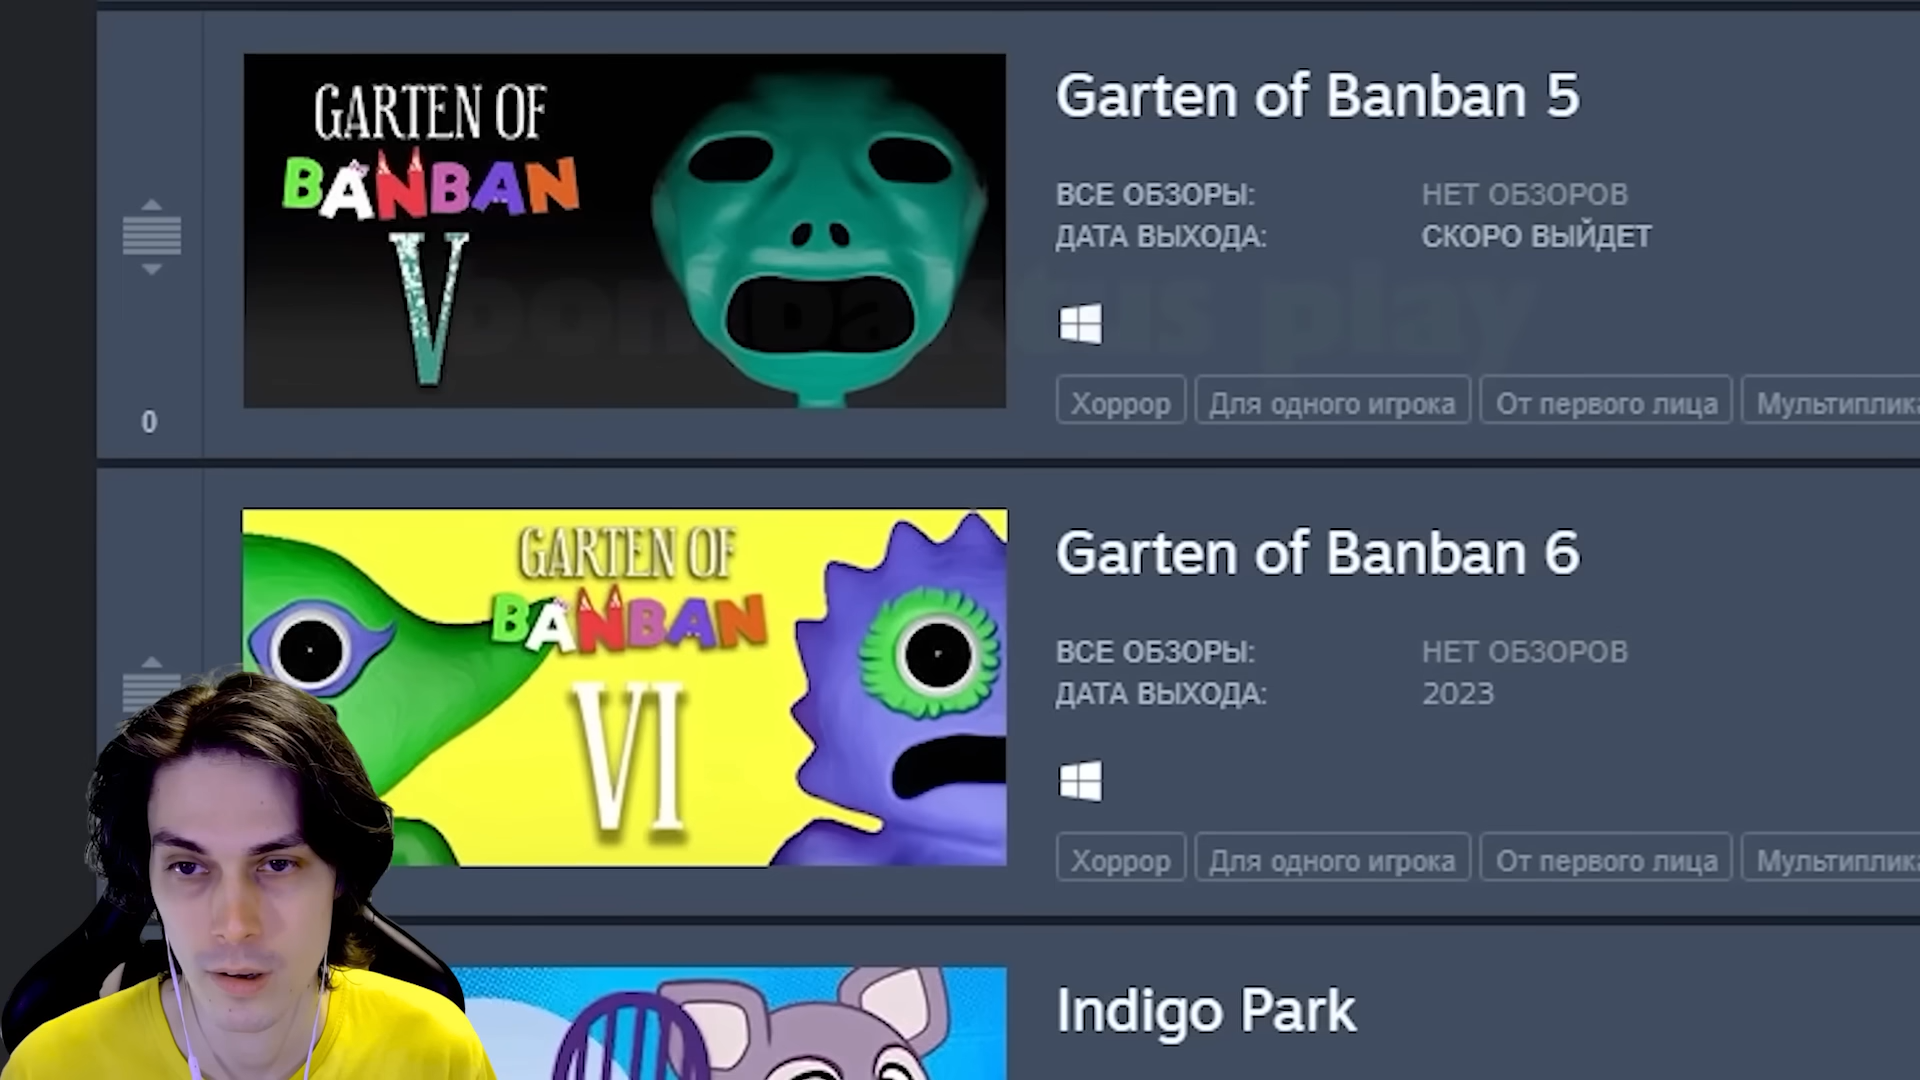 GARTEN OF
BANBAN
V
Garten of Banban 5
ВСЕ ОБЗОРЫ: НЕТ ОБЗОРОВ
ДАТА ВЫХОДА: СКОРО ВЫЙДЕТ
play
Хоррор Для одного игрока От первого лица
0
GARTEN OF
BANBAN
VI
Garten of Banban 6
ВСЕ ОБЗОРЫ: НЕТ ОБЗОРОВ
ДАТА ВЫХОДА: 2023
Хоррор Для одного игрока От первого лица
Indigo Park